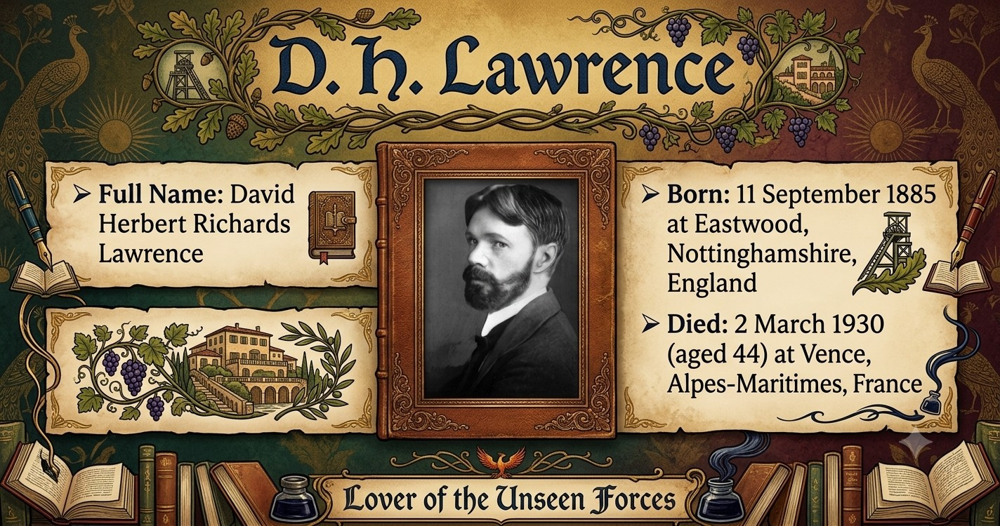 D. H. Lawrence
➢ Full Name: David
Herbert Richards
Lawrence
➢ Born: 11 September 1885
at Eastwood,
Nottinghamshire,
England
➢ Died: 2 March 1930
(aged 44) at Vence,
Alpes-Maritimes, France
Lover of the Unseen Forces